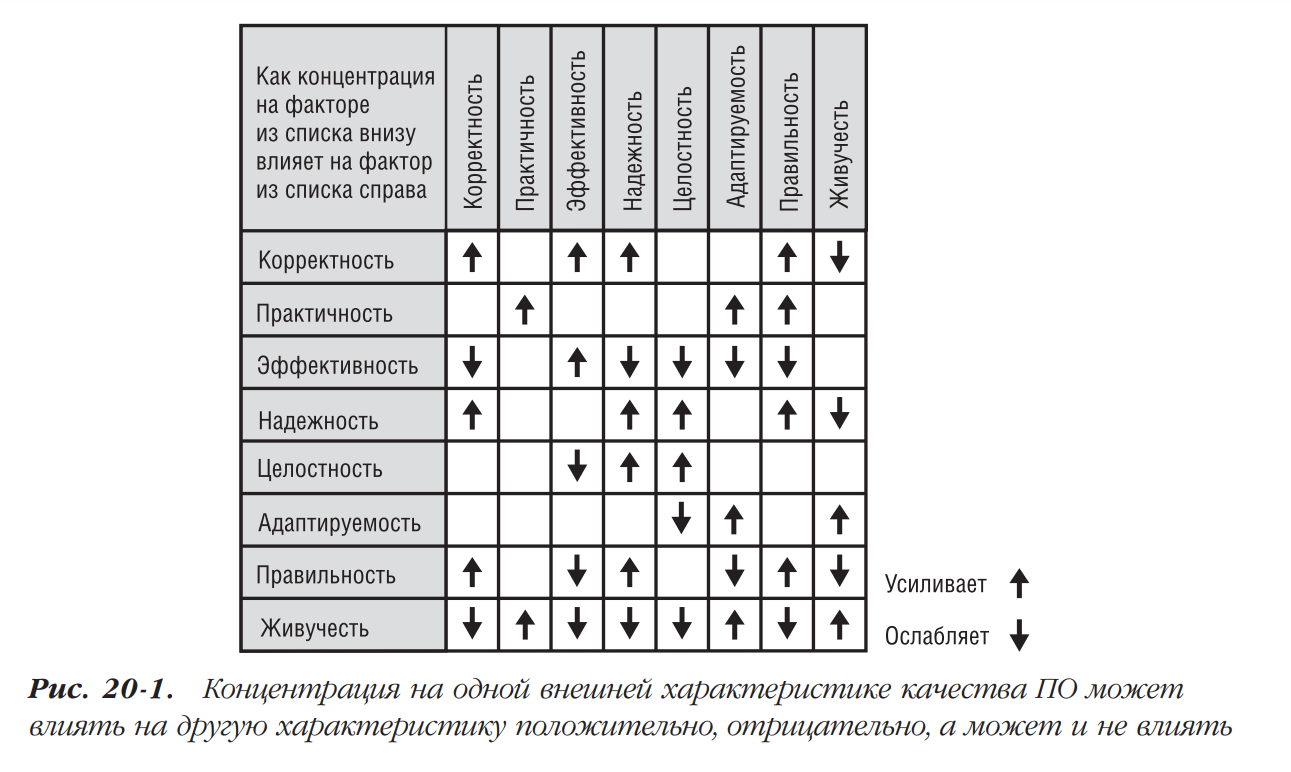 Как концентрация
на факторе
из списка внизу
влияет на фактор
из списка справа
Корректность
Практичность
Эффективность
Надежность
Целостность
Адаптируемость
Правильность
Живучесть
Корректность ↑ ↑ ↑ ↑ ↓
Практичность ↑ ↑ ↑
Эффективность ↓ ↑ ↓ ↓ ↓ ↓
Надежность ↑ ↑ ↑ ↑ ↓
Целостность ↓ ↑ ↑
Адаптируемость ↓ ↑ ↑
Правильность ↑ ↓ ↑ ↓ ↑ ↓
Живучесть ↓ ↑ ↓ ↓ ↓ ↑ ↓ ↑
Усиливает ↑
Ослабляет ↓
Рис. 20-1. Концентрация на одной внешней характеристике качества ПО может
влиять на другую характеристику положительно, отрицательно, а может и не влиять